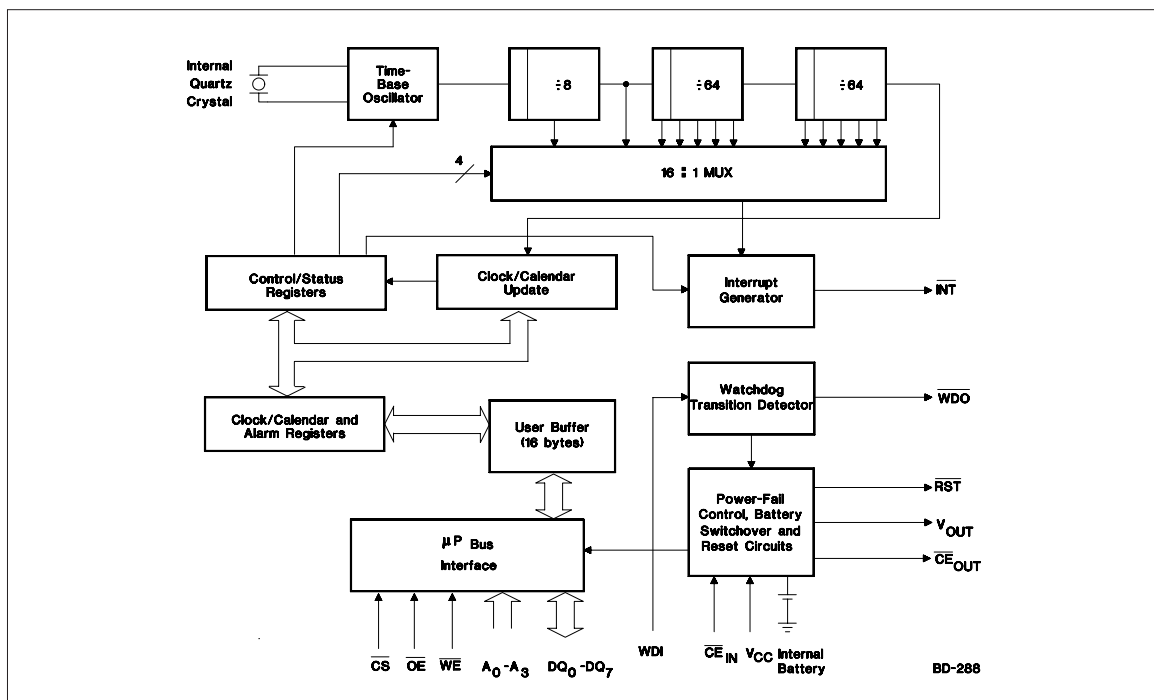 Internal
Quartz
Crystal
Time-
Base
Oscillator
÷8
÷64
÷64
4
16 : 1 MUX
Control/Status
Registers
Clock/Calendar
Update
Interrupt
Generator
INT
Clock/Calendar and
Alarm Registers
User Buffer
(16 bytes)
Watchdog
Transition Detector
WDO
Power-Fail
Control, Battery
Switchover and
Reset Circuits
RST
VOUT
CEOUT
µP Bus
Interface
CS
OE
WE
A0-A3
DQ0-DQ7
WDI
CEIN
VCC
Internal
Battery
BD-288